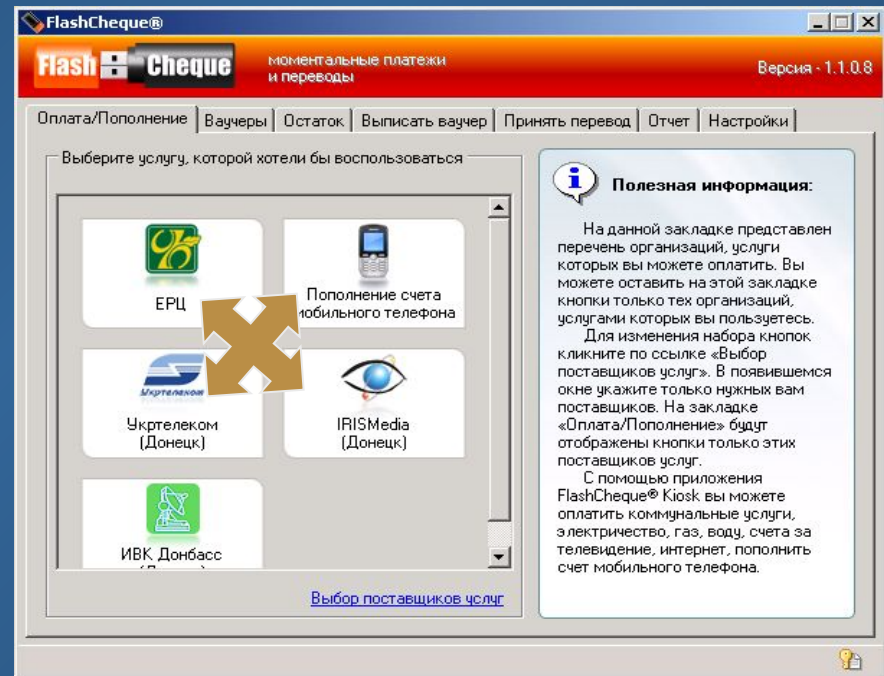 FlashCheque®
Flash Cheque
моментальные платежи
и переводы
Версия - 1.1.0.8
Оплата/Пополнение Ваучеры Остаток Выписать ваучер Принять перевод Отчет Настройки
Выберите услугу, которой хотели бы воспользоваться
ЕРЦ
Пополнение счета
мобильного телефона
Укртелеком
Укртелеком
(Донецк)
IRISMedia
(Донецк)
ИВК Донбасс
Выбор поставщиков услуг
Полезная информация:
На данной закладке представлен
перечень организаций, услуги
которых вы можете оплатить. Вы
можете оставить на этой закладке
кнопки только тех организаций,
услугами которых вы пользуетесь.
Для изменения набора кнопок
кликните по ссылке «Выбор
поставщиков услуг». В появившемся
окне укажите только нужных вам
поставщиков. На закладке
«Оплата/Пополнение» будут
отображены кнопки только этих
поставщиков услуг.
С помощью приложения
FlashCheque® Kiosk вы можете
оплатить коммунальные услуги,
электричество, газ, воду, счета за
телевидение, интернет, пополнить
счет мобильного телефона.